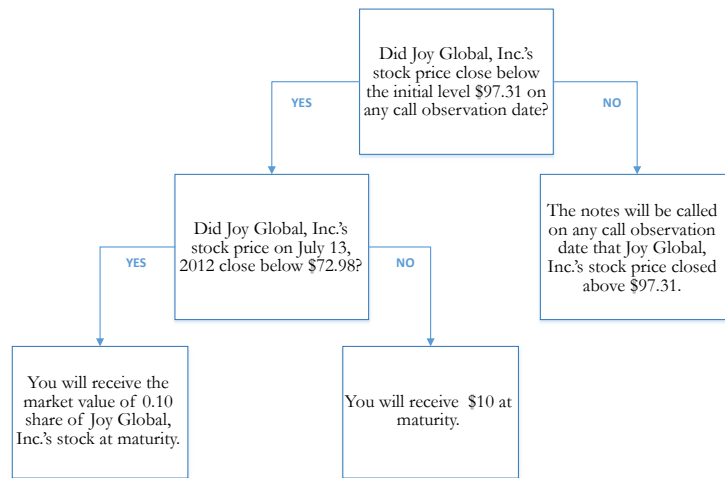 Did Joy Global, Inc.'s
stock price close below
the initial level $97.31 on
any call observation date?
YES
NO
Did Joy Global, Inc.'s
stock price on July 13,
2012 close below $72.98?
The notes will be called
on any call observation
date that Joy Global,
Inc.'s stock price closed
above $97.31.
YES
NO
You will receive the
market value of 0.10
share of Joy Global,
Inc.'s stock at maturity.
You will receive $10 at
maturity.